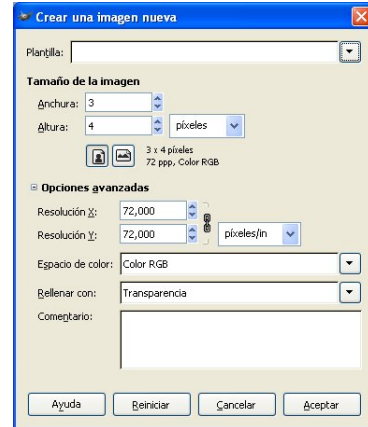 Crear una imagen nueva
Plantilla:
Tamaño de la imagen
Anchura: 3
Altura: 4 píxeles
3 x 4 píxeles
72 ppp, Color RGB
Opciones avanzadas
Resolución X: 72,000
Resolución Y: 72,000 píxeles/in
Espacio de color: Color RGB
Rellenar con: Transparencia
Comentario:
Ayuda Reiniciar Cancelar Aceptar